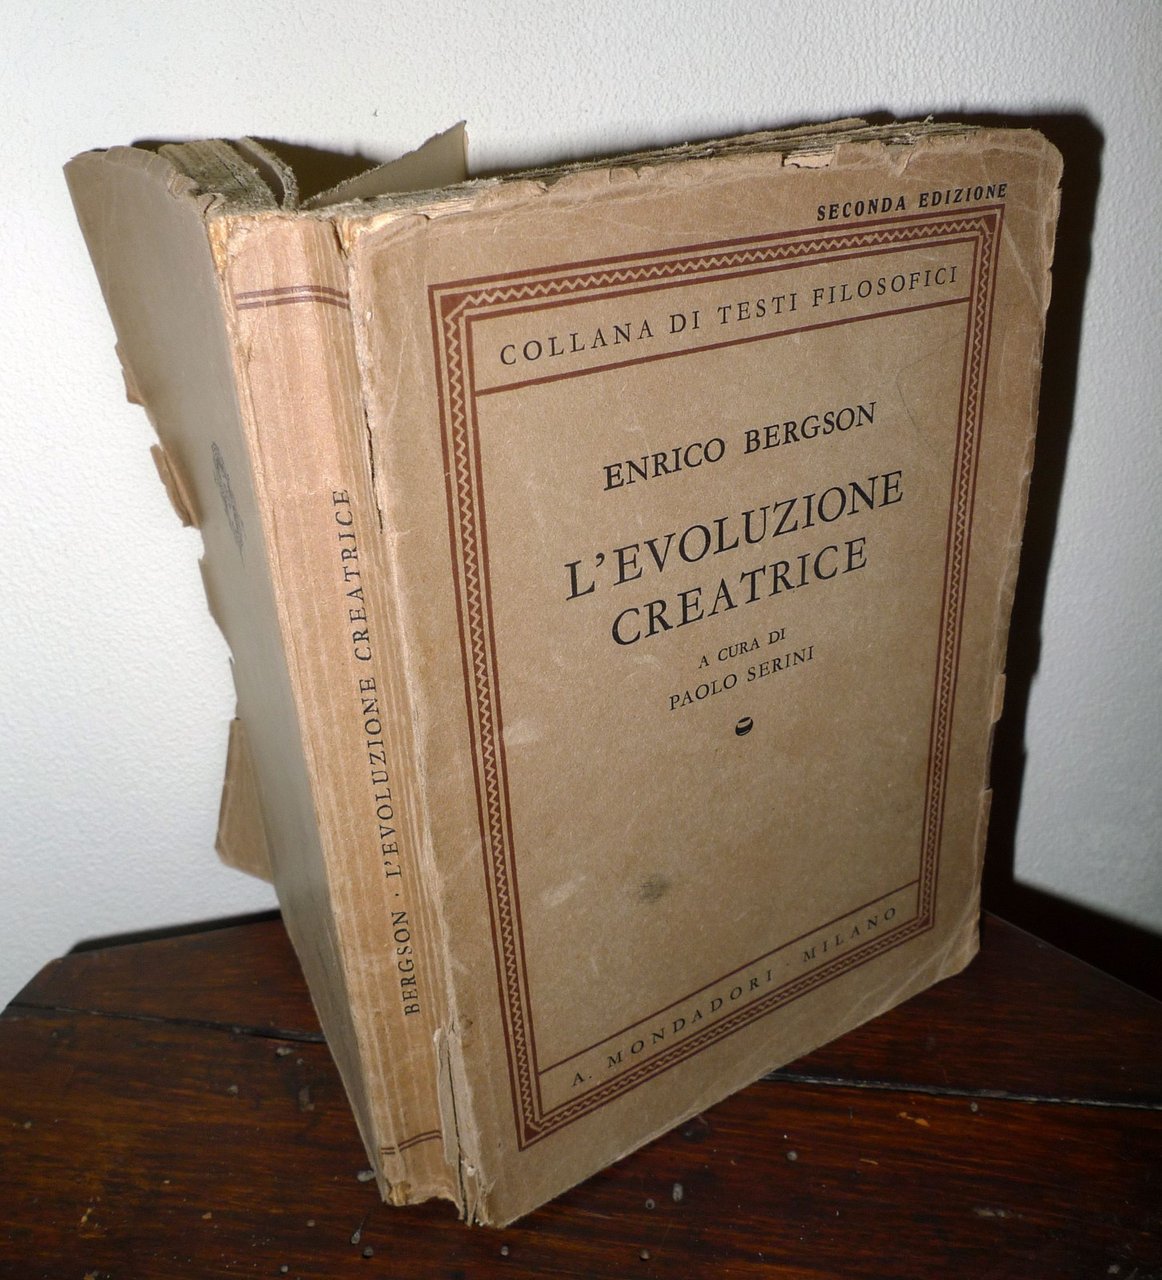 SECONDA EDIZIONE
COLLANA DI TESTI FILOSOFICI
ENRICO BERGSON
L'EVOLUZIONE
CREATRICE
A CURA DI
PAOLO SERINI
A. MONDADORI · MILANO
BERGSON · L'EVOLUZIONE CREATRICE